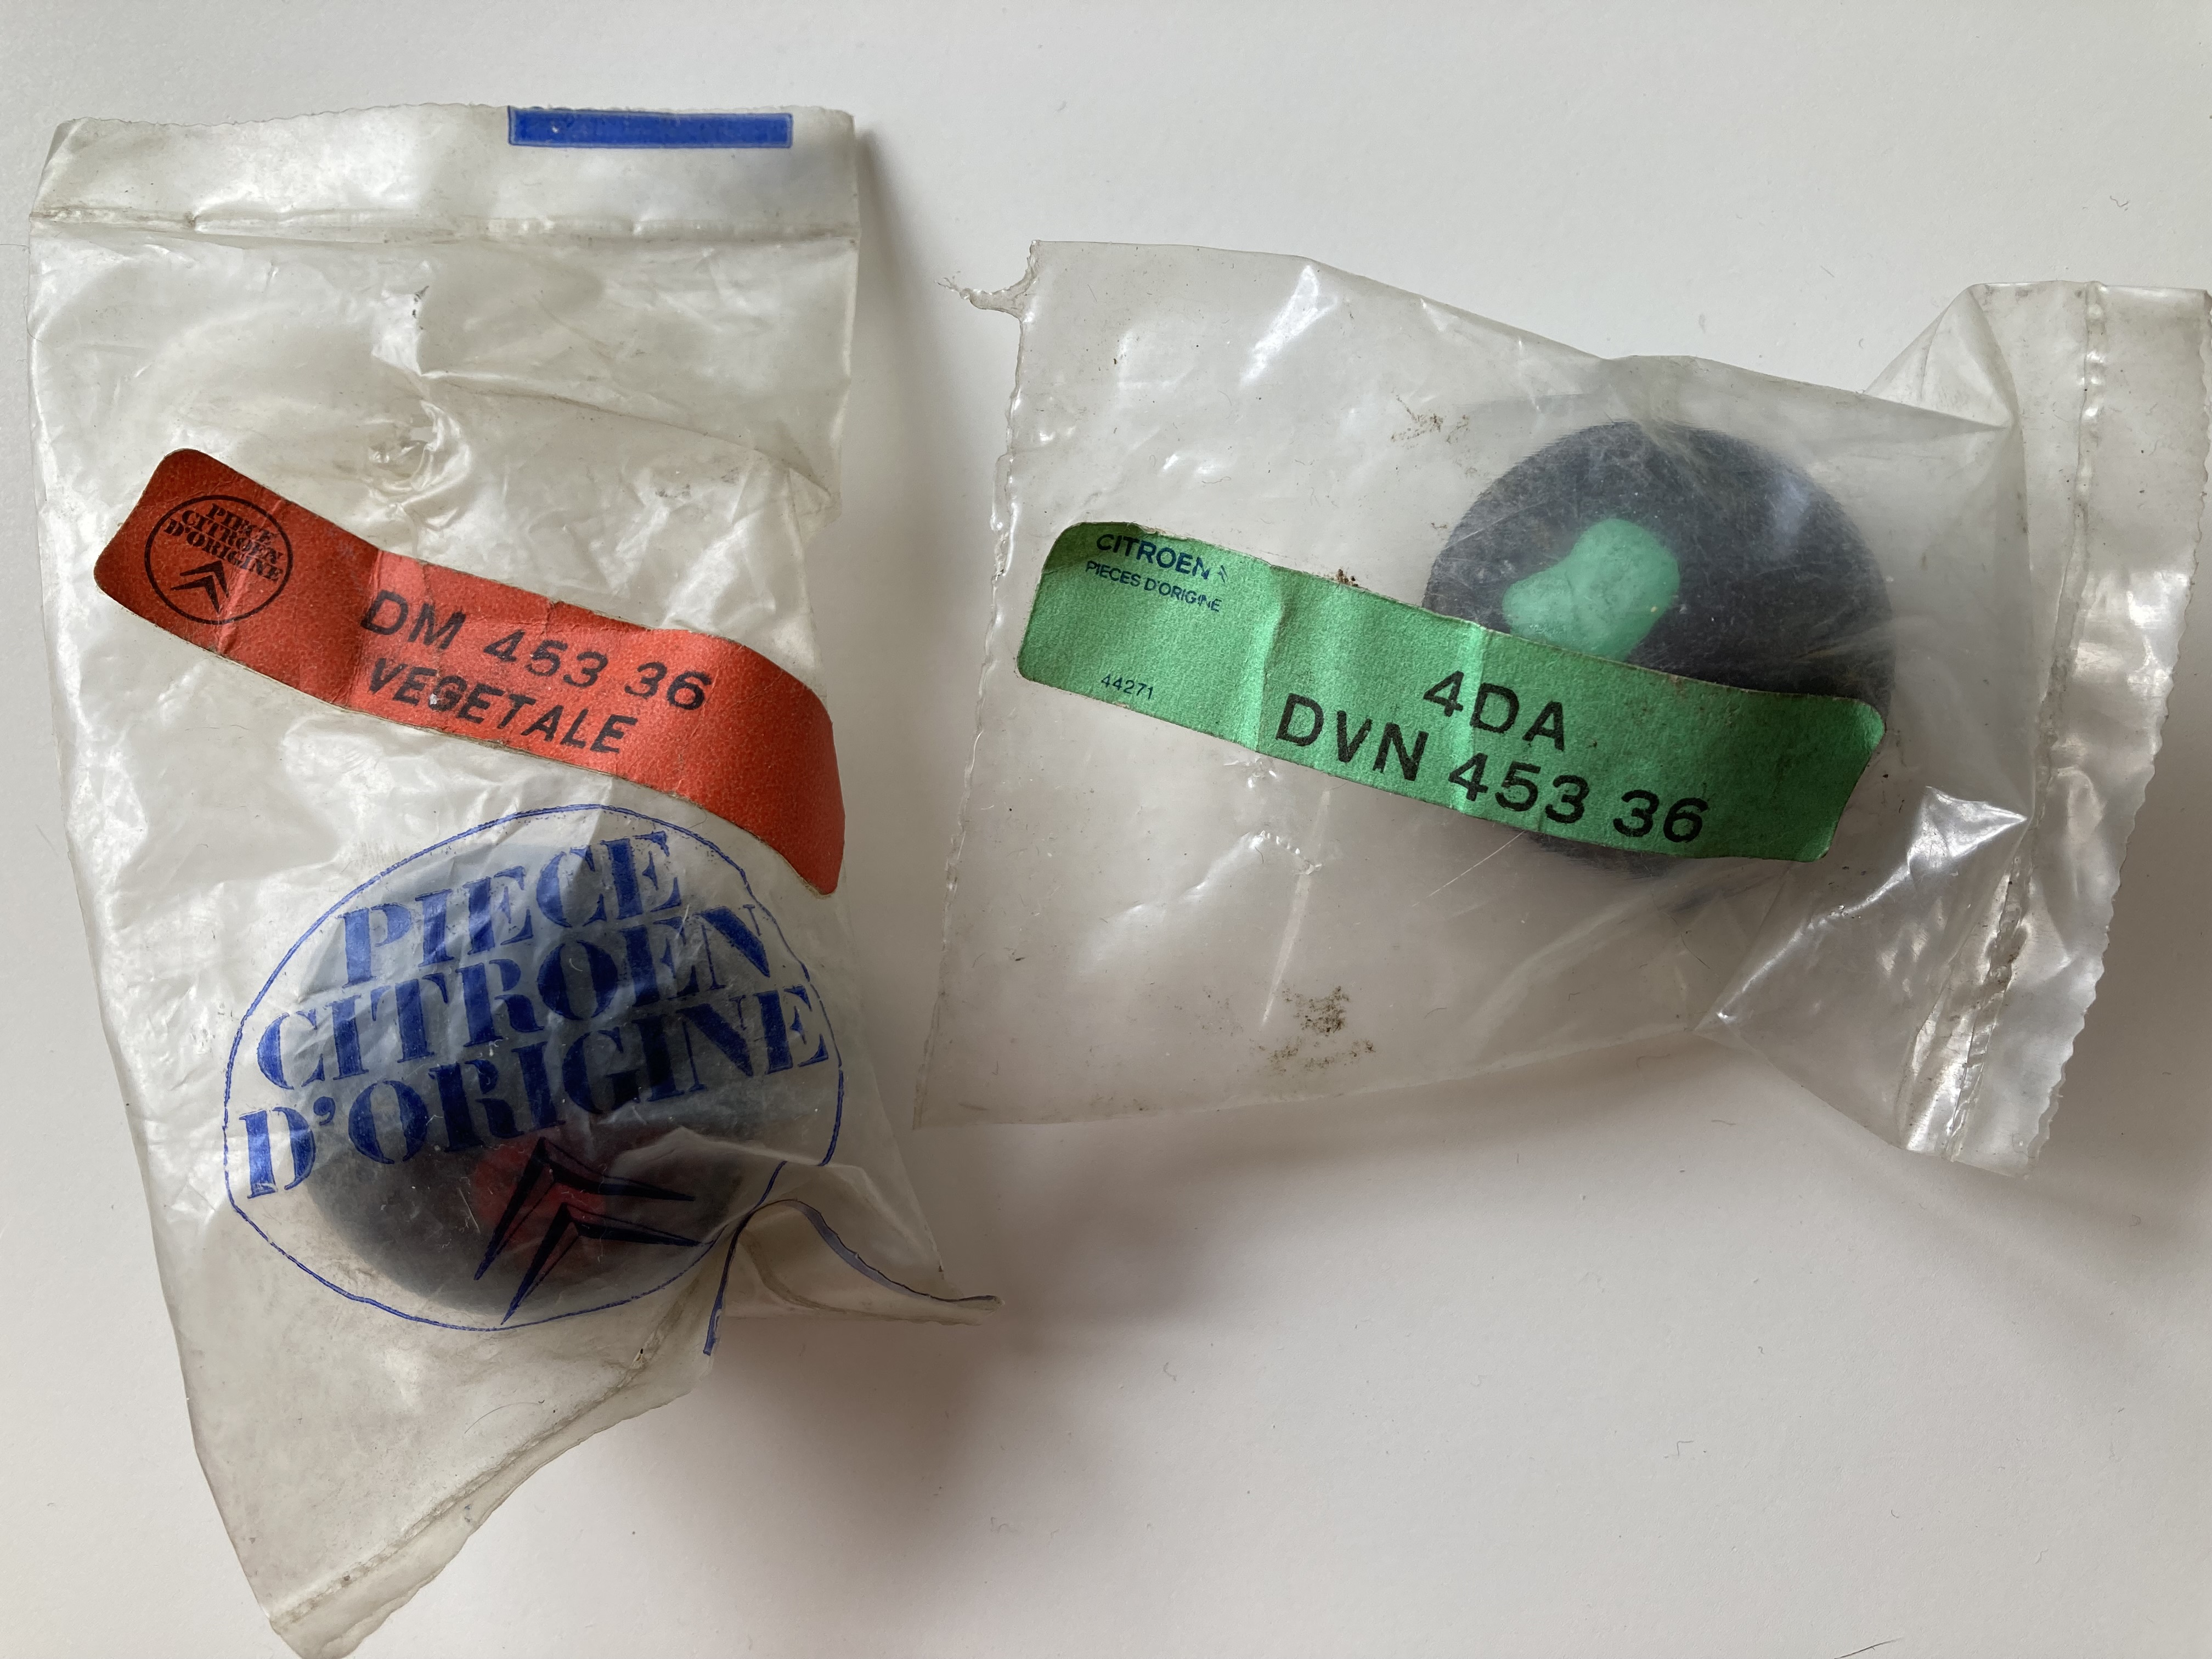 PIECE
CITROEN
D'ORIGINE
DM 453 36
VEGETALE
PIECE
CITROEN
D'ORIGINE
CITROEN
PIECES D'ORIGINE
44271
4DA
DVN 453 36